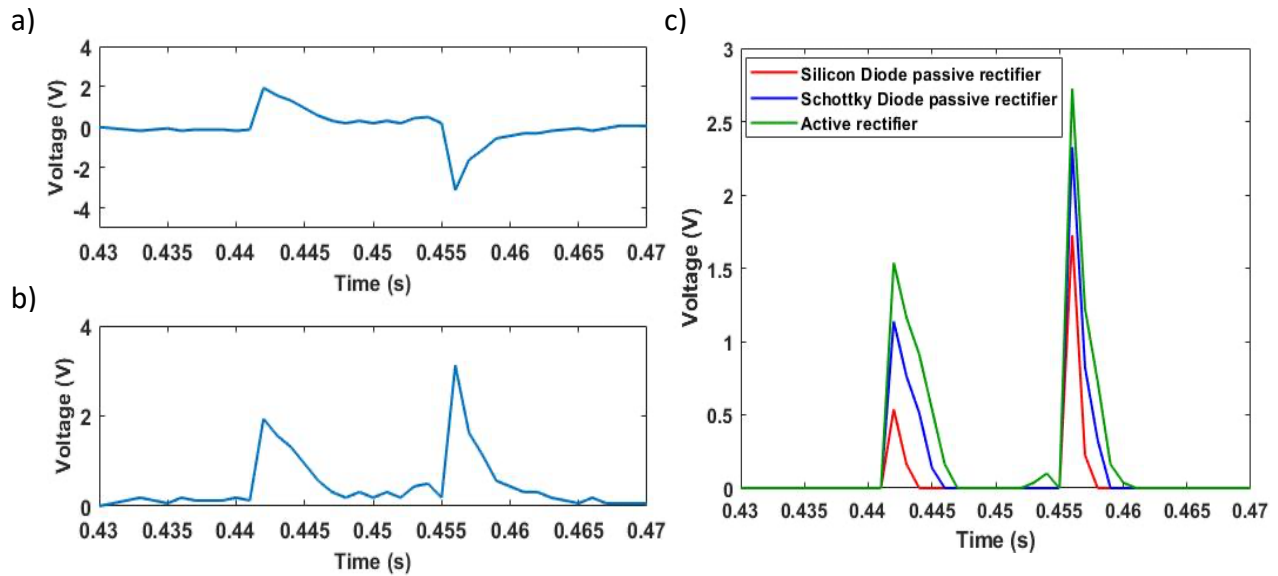 a)
Voltage (V)
4
2
0
-2
-4
0.43 0.435 0.44 0.445 0.45 0.455 0.46 0.465 0.47
Time (s)
b)
Voltage (V)
4
2
0
0.43 0.435 0.44 0.445 0.45 0.455 0.46 0.465 0.47
Time (s)
c)
Voltage (V)
3
2.5
2
1.5
1
0.5
0
Silicon Diode passive rectifier
Schottky Diode passive rectifier
Active rectifier
0.43 0.435 0.44 0.445 0.45 0.455 0.46 0.465 0.47
Time (s)